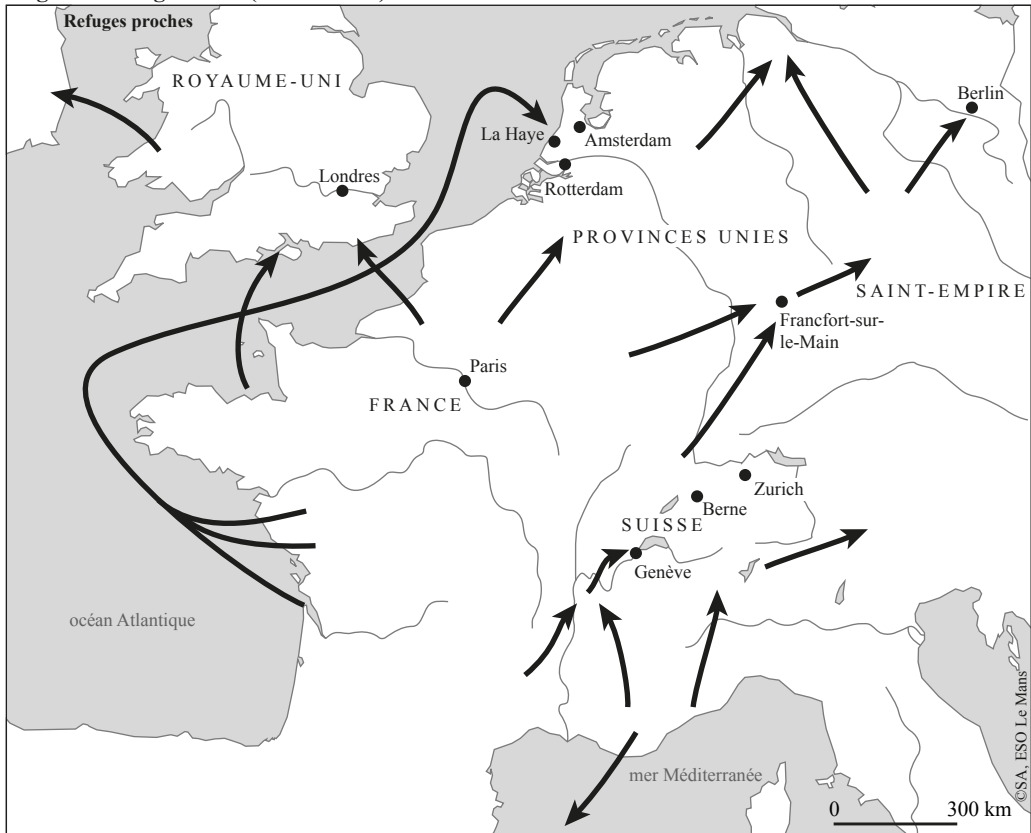 Refuges proches
ROYAUME-UNI
Berlin
La Haye
Amsterdam
Londres
Rotterdam
PROVINCES UNIES
SAINT-EMPIRE
Francfort-sur-
le-Main
Paris
FRANCE
Zurich
Berne
SUISSE
Genève
océan Atlantique
mer Méditerranée
0 300 km
©SA, ESO Le Mans